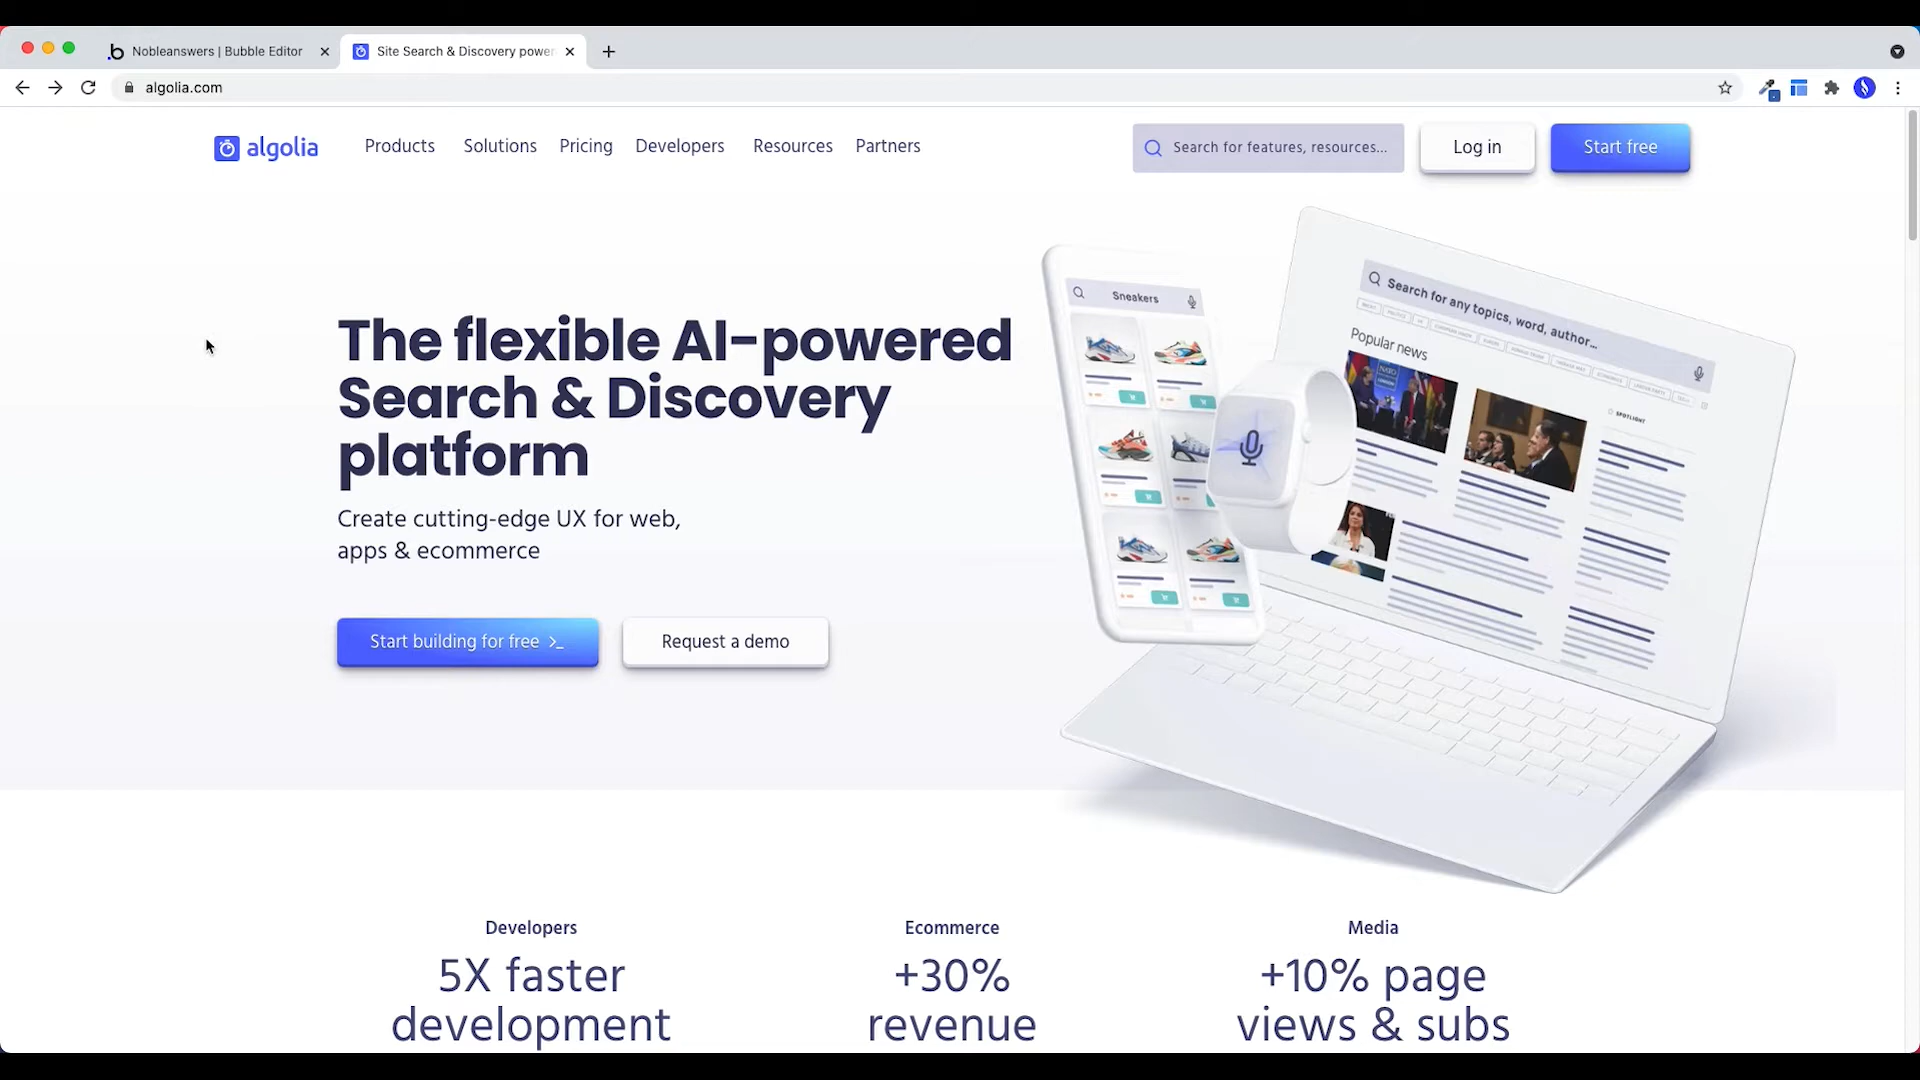 Nobleanswers | Bubble Editor
Site Search & Discovery power
algolia.com
algolia
Products
Solutions
Pricing
Developers
Resources
Partners
Search for features, resources...
Log in
Start free
The flexible AI-powered
Search & Discovery
platform
Create cutting-edge UX for web,
apps & ecommerce
Start building for free >_
Request a demo
Sneakers
Search for any topics, word, author...
Popular news
SPOTLIGHT
NATO
LONDON
Developers
5X faster
development
Ecommerce
+30%
revenue
Media
+10% page
views & subs